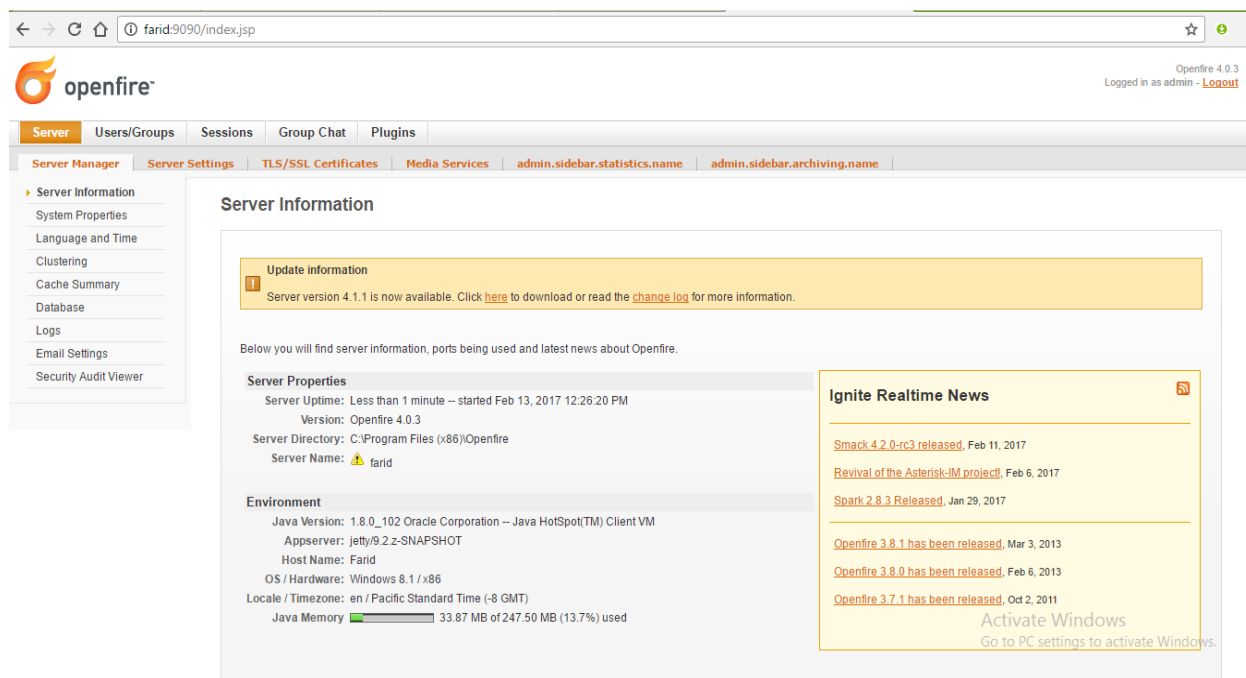 farid:9090/index.jsp
openfire™
Openfire 4.0.3
Logged in as admin - Logout
Server Users/Groups Sessions Group Chat Plugins
Server Manager Server Settings TLS/SSL Certificates Media Services admin.sidebar.statistics.name admin.sidebar.archiving.name
Server Information
System Properties
Language and Time
Clustering
Cache Summary
Database
Logs
Email Settings
Security Audit Viewer
Server Information
Update information
Server version 4.1.1 is now available. Click here to download or read the change log for more information.
Below you will find server information, ports being used and latest news about Openfire.
Server Properties
Server Uptime: Less than 1 minute -- started Feb 13, 2017 12:26:20 PM
Version: Openfire 4.0.3
Server Directory: C:\Program Files (x86)\Openfire
Server Name: farid
Environment
Java Version: 1.8.0_102 Oracle Corporation -- Java HotSpot(TM) Client VM
Appserver: jetty/9.2.z-SNAPSHOT
Host Name: Farid
OS / Hardware: Windows 8.1 / x86
Locale / Timezone: en / Pacific Standard Time (-8 GMT)
Java Memory 33.87 MB of 247.50 MB (13.7%) used
Ignite Realtime News
Smack 4.2.0-rc3 released, Feb 11, 2017
Revival of the Asterisk-IM project!, Feb 6, 2017
Spark 2.8.3 Released, Jan 29, 2017
Openfire 3.8.1 has been released, Mar 3, 2013
Openfire 3.8.0 has been released, Feb 6, 2013
Openfire 3.7.1 has been released, Oct 2, 2011
Activate Windows
Go to PC settings to activate Windows.